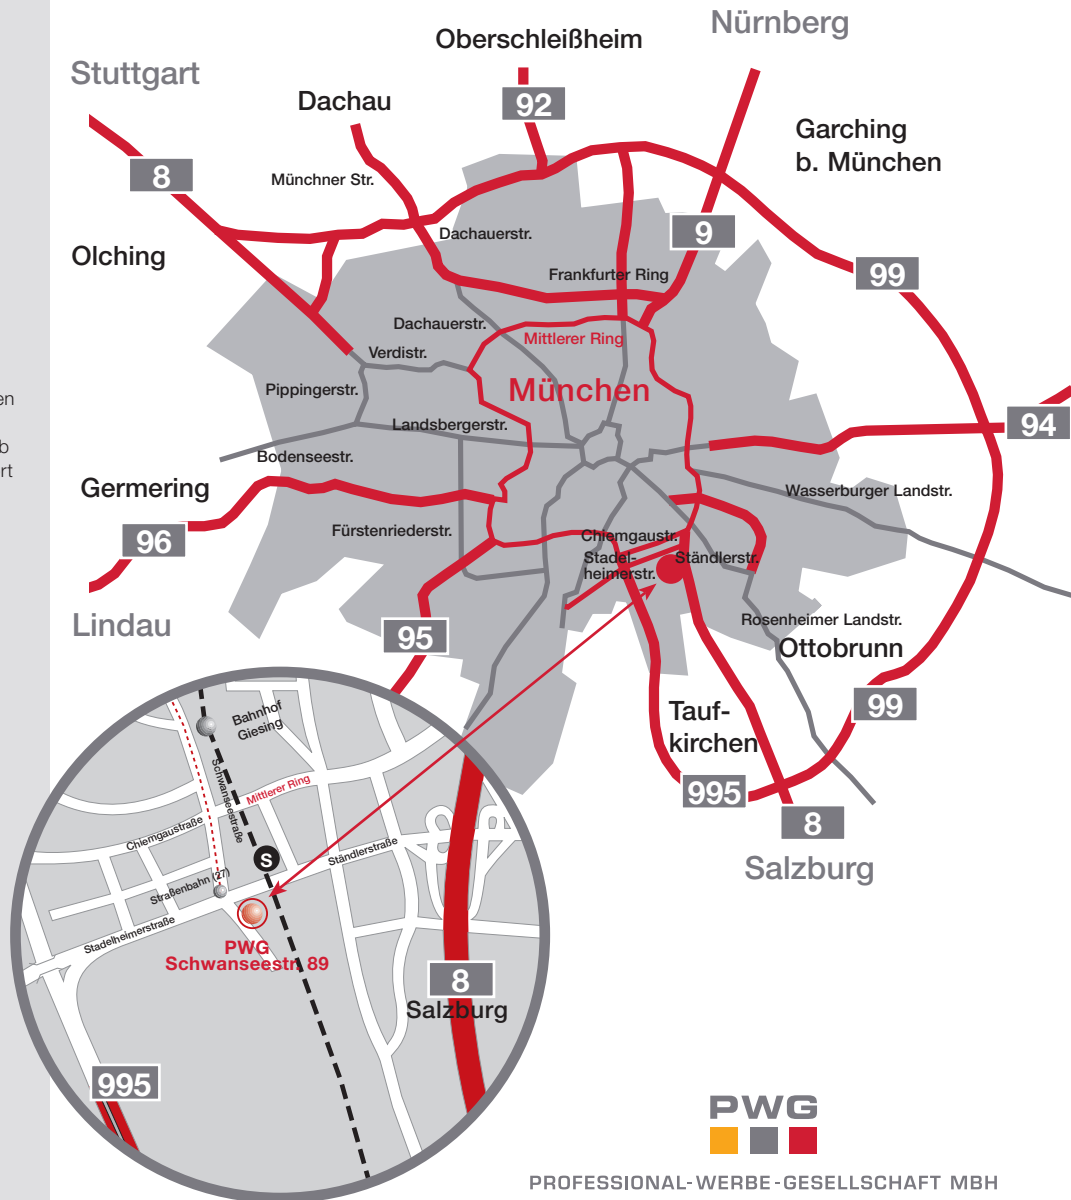 Nürnberg
Oberschleißheim
Stuttgart
Dachau
92
Garching
b. München
8
Münchner Str.
9
Dachauerstr.
Olching
99
Frankfurter Ring
Dachauerstr.
Mittlerer Ring
Verdistr.
München
Pippingerstr.
en
94
Landsbergerstr.
b
Bodenseestr.
rt
Germering
Wasserburger Landstr.
96
Fürstenriederstr.
Chiemgaustr.
Stadel-
heimerstr.
Ständlerstr.
Lindau
95
Rosenheimer Landstr.
Ottobrunn
99
Tauf-
kirchen
995
8
Salzburg
Bahnhof
Giesing
Schwanseestraße
Mittlerer Ring
Chiemgaustraße
Ständlerstraße
S
Straßenbahn (27)
Stadelheimerstraße
PWG
Schwanseestr. 89
8
Salzburg
995
PWG
PROFESSIONAL-WERBE-GESELLSCHAFT MBH